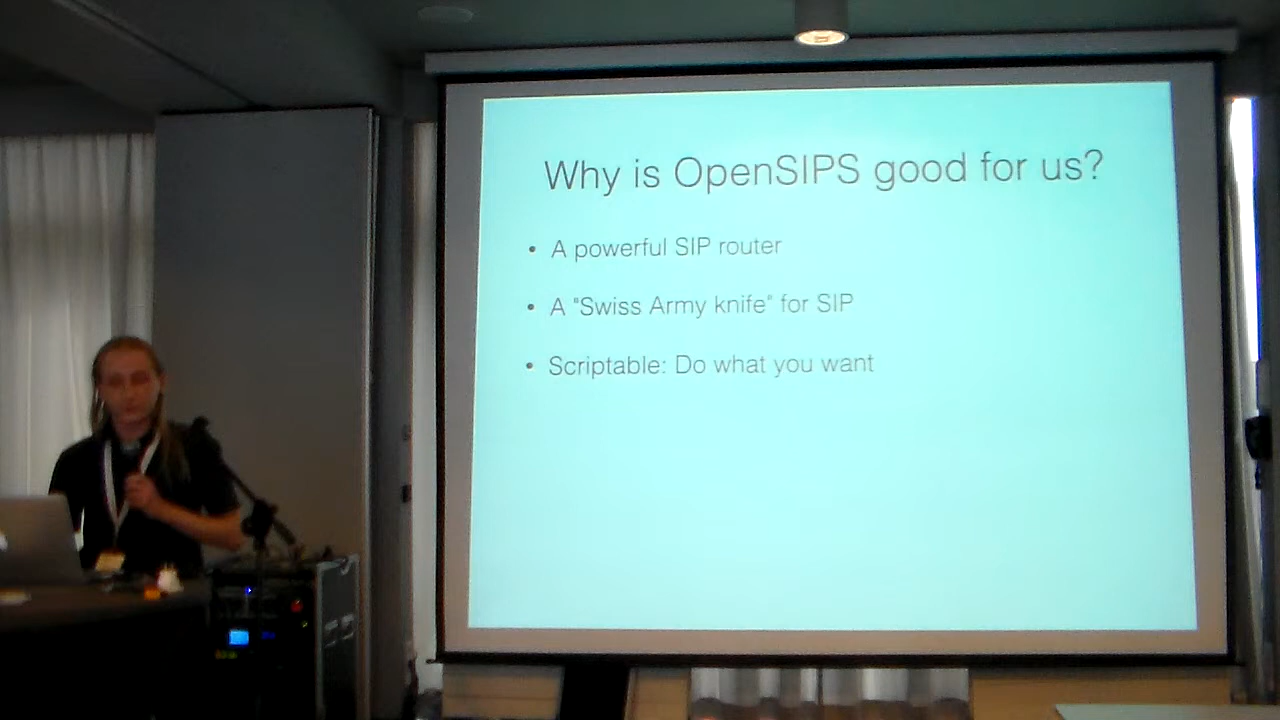 Why is OpenSIPS good for us?
• A powerful SIP router
• A "Swiss Army knife" for SIP
• Scriptable: Do what you want